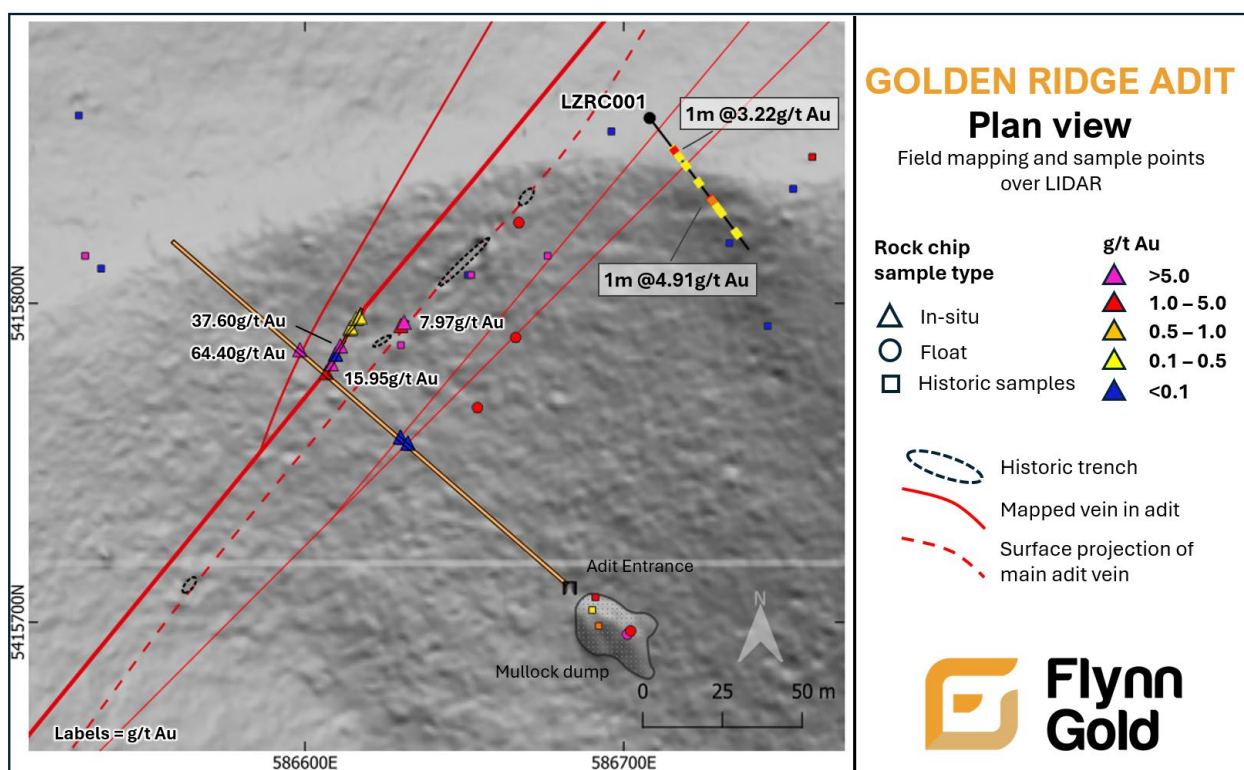 LZRC001
1m @3.22g/t Au
1m @4.91g/t Au
37.60g/t Au
7.97g/t Au
64.40g/t Au
15.95g/t Au
5415800N
5415700N
Adit Entrance
Mullock dump
N
0 25 50 m
Labels = g/t Au
586600E 586700E
GOLDEN RIDGE ADIT
Plan view
Field mapping and sample points
over LIDAR
Rock chip
sample type
In-situ
Float
Historic samples
g/t Au
>5.0
1.0 – 5.0
0.5 – 1.0
0.1 – 0.5
<0.1
Historic trench
Mapped vein in adit
Surface projection of
main adit vein
Flynn
Gold